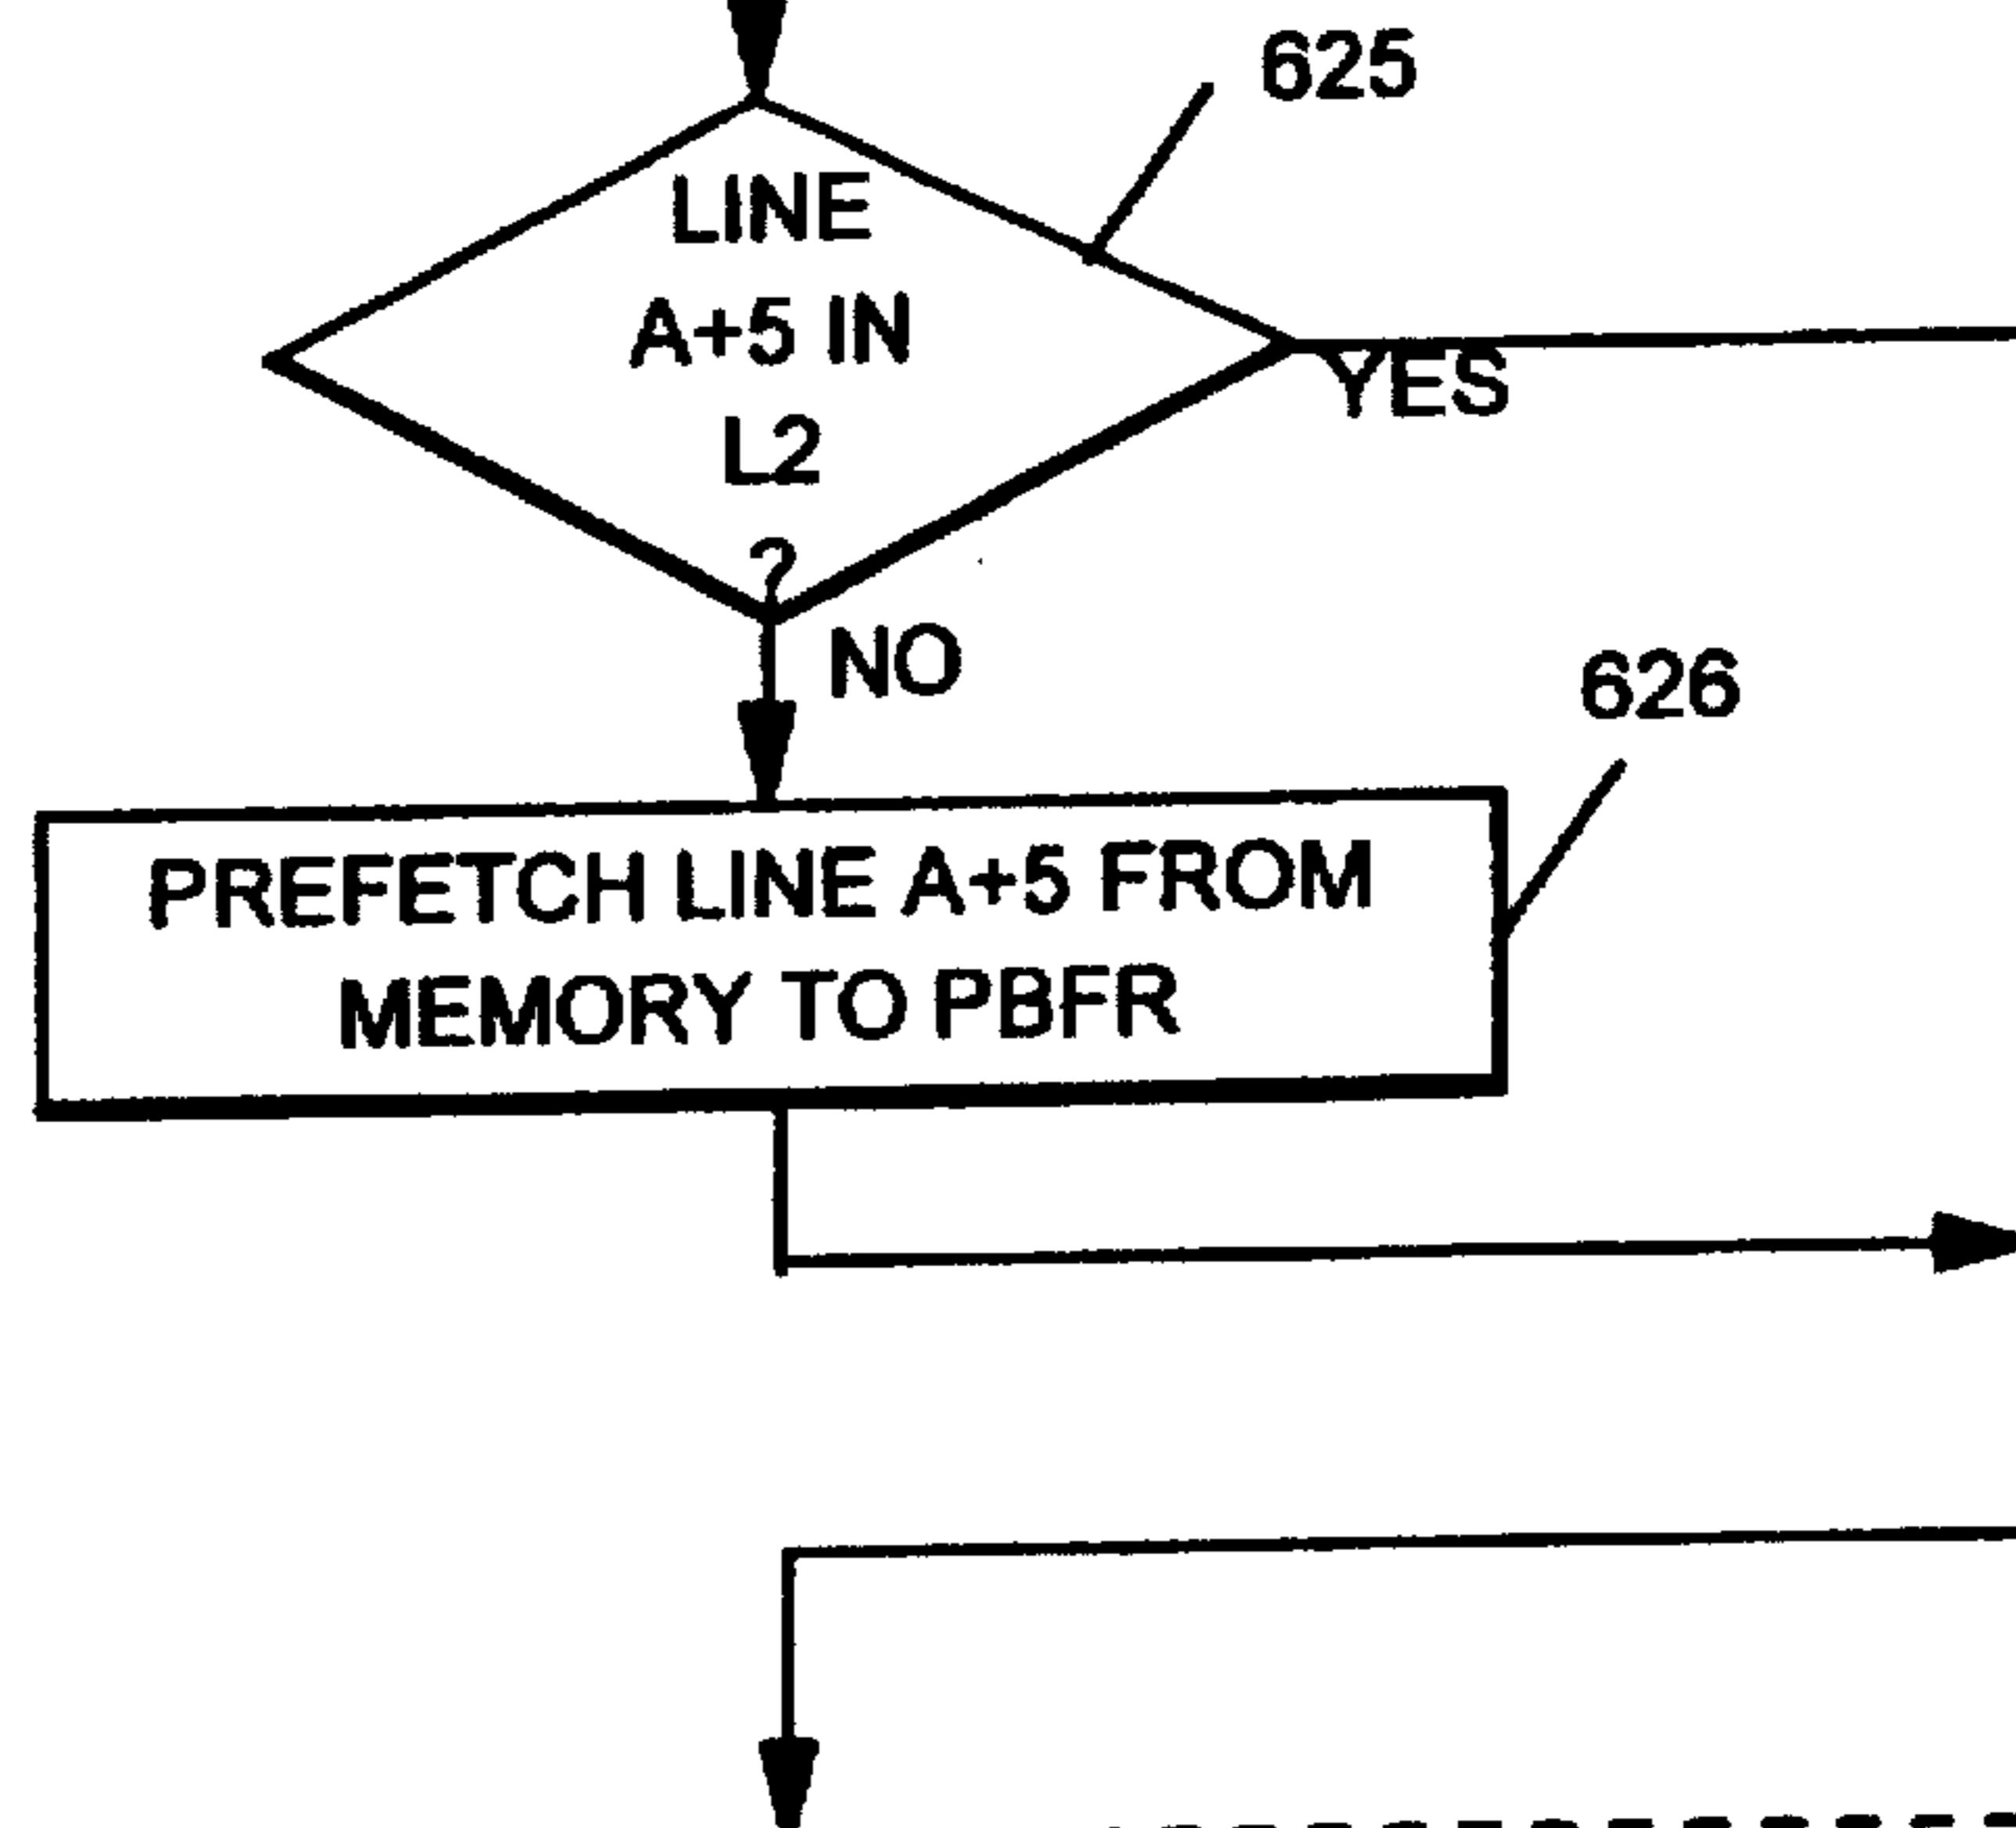 625
LINE
A+5 IN
L2
?
YES
NO
626
PREFETCH LINE A+5 FROM
MEMORY TO PBFR